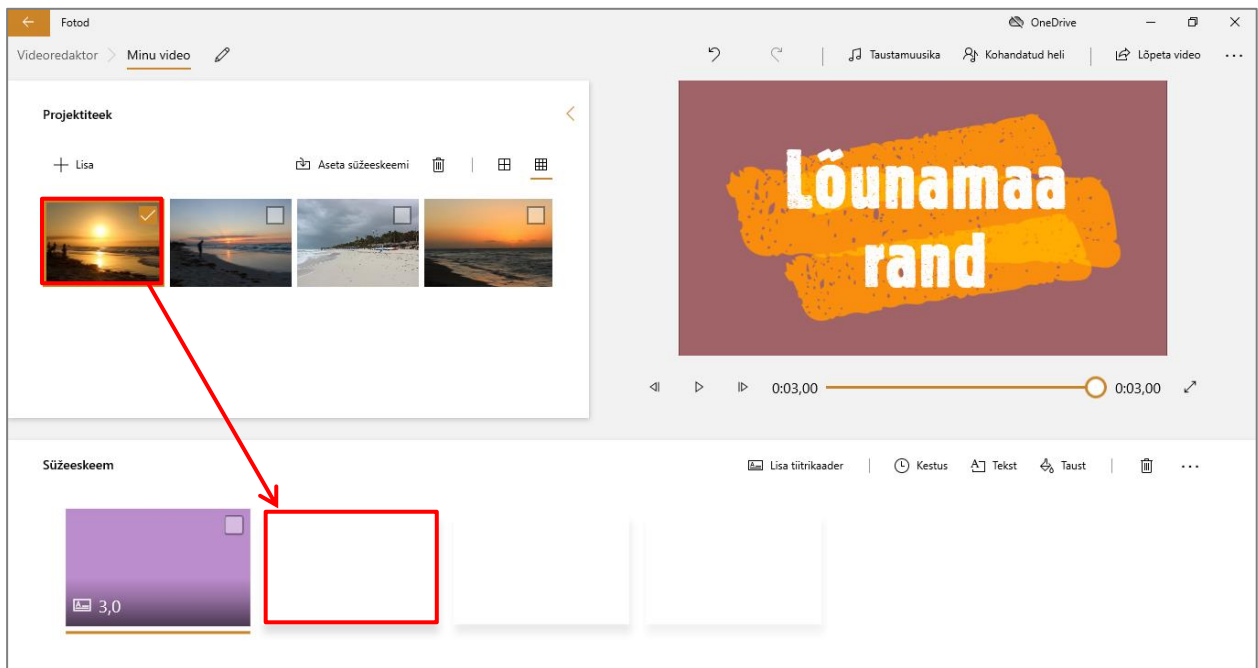 Fotod
OneDrive
Videoredaktor > Minu video
Taustamuusika Kohandatud heli Lõpeta video ...
Projektiteek
+ Lisa
Aseta süžeeskeemi
Lõunamaa
rand
0:03,00 0:03,00
Süžeeskeem
Lisa tiitrikaader Kestus Tekst Taust ...
3,0